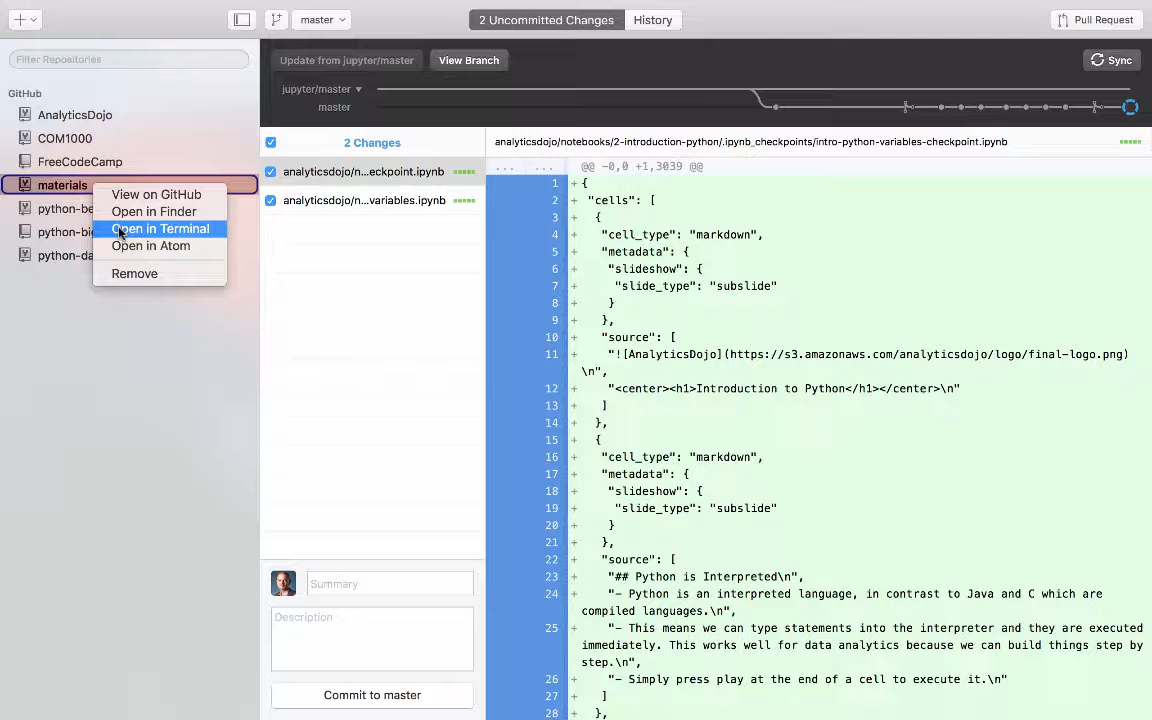 master
2 Uncommitted Changes
History
Pull Request
Filter Repositories
Update from jupyter/master
View Branch
Sync
GitHub
jupyter/master
master
AnalyticsDojo
COM1000
FreeCodeCamp
materials
python-be
python-big
python-da
View on GitHub
Open in Finder
Open in Terminal
Open in Atom
Remove
2 Changes
analyticsdojo/n...eckpoint.ipynb
analyticsdojo/n...variables.ipynb
Summary
Description
Commit to master
analyticsdojo/notebooks/2-introduction-python/.ipynb_checkpoints/intro-python-variables-checkpoint.ipynb
... ... @@ -0,0 +1,3039 @@
1 + {
2 + "cells": [
3 + {
4 + "cell_type": "markdown",
5 + "metadata": {
6 + "slideshow": {
7 + "slide_type": "subslide"
8 + }
9 + },
10 + "source": [
11 + "![AnalyticsDojo](https://s3.amazonaws.com/analyticsdojo/logo/final-logo.png)
\n",
12 + "<center><h1>Introduction to Python</h1></center>\n"
13 + ]
14 + },
15 + {
16 + "cell_type": "markdown",
17 + "metadata": {
18 + "slideshow": {
19 + "slide_type": "subslide"
20 + }
21 + },
22 + "source": [
23 + "## Python is Interpreted\n",
24 + "- Python is an interpreted language, in contrast to Java and C which are
compiled languages.\n",
25 + "- This means we can type statements into the interpreter and they are executed
immediately. This works well for data analytics because we can build things step by
step.\n",
26 + "- Simply press play at the end of a cell to execute it.\n"
27 + ]
28 + },